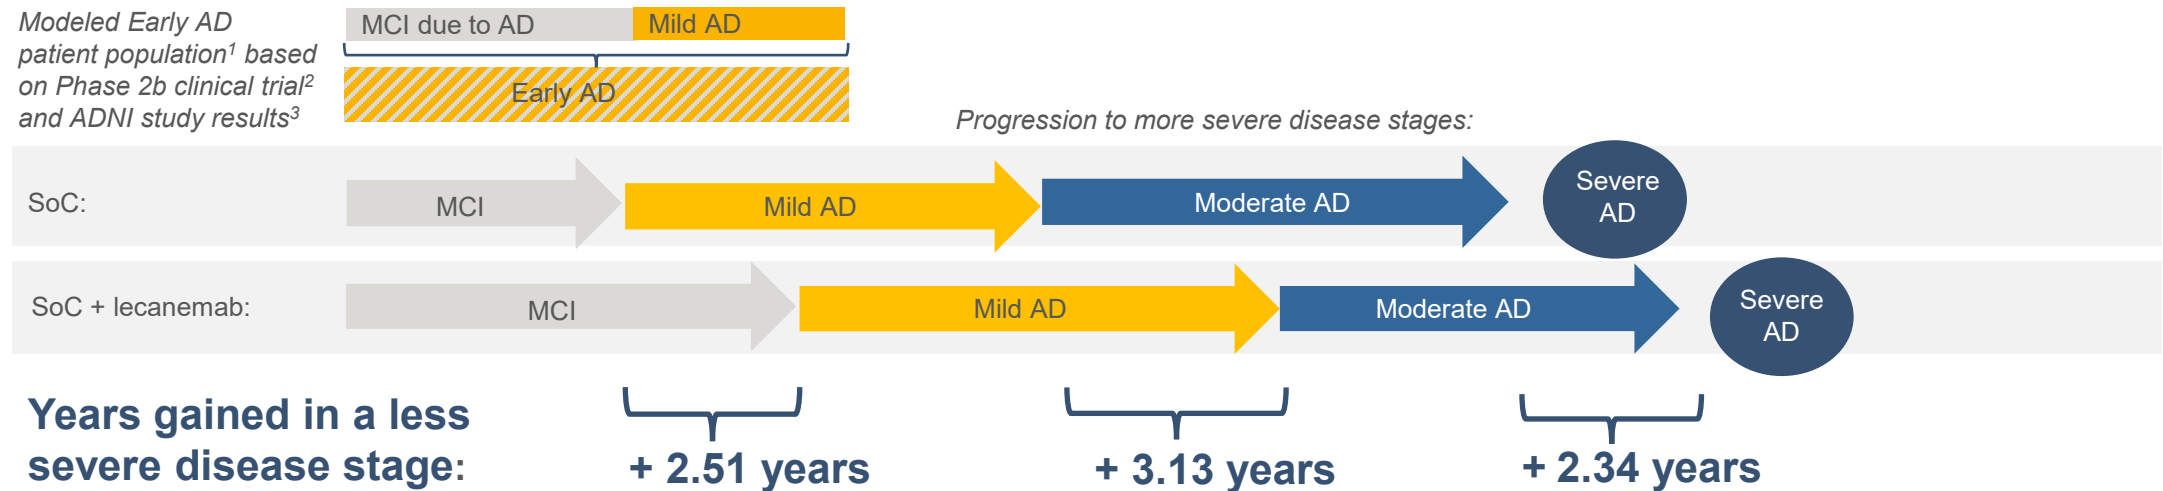 Modeled Early AD
patient population1 based
on Phase 2b clinical trial2
and ADNI study results3
MCI due to AD
Mild AD
Early AD
Progression to more severe disease stages:
SoC:
MCI
Mild AD
Moderate AD
Severe
AD
SoC + lecanemab:
MCI
Mild AD
Moderate AD
Severe
AD
Years gained in a less
severe disease stage:
+ 2.51 years
+ 3.13 years
+ 2.34 years